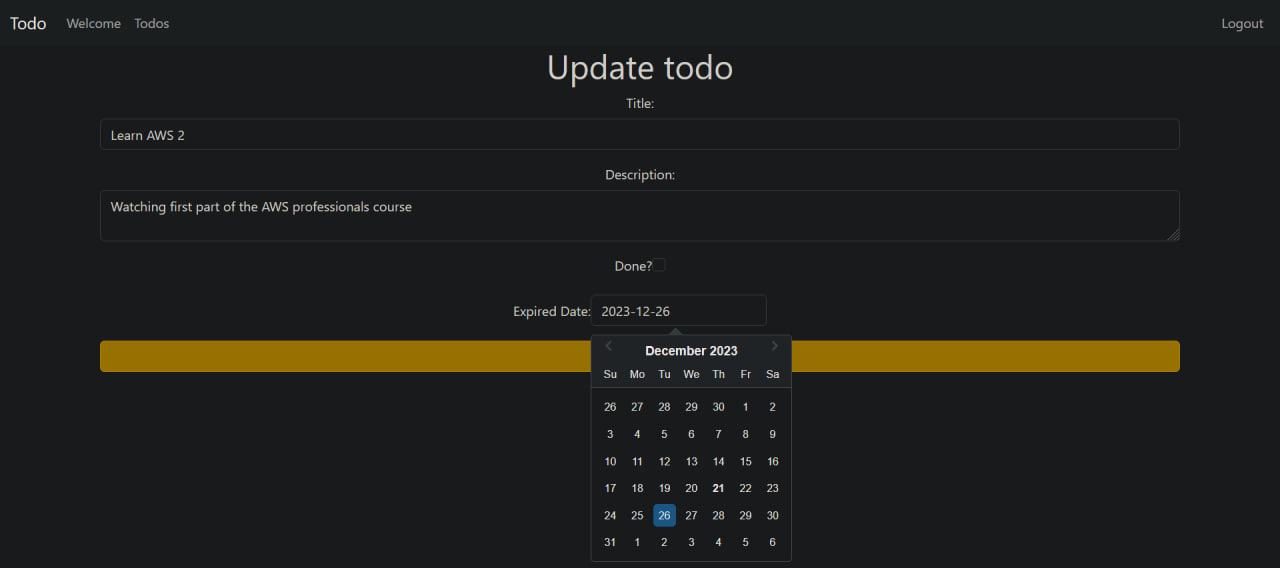 Todo Welcome Todos Logout
Update todo
Title:
Learn AWS 2
Description:
Watching first part of the AWS professionals course
Done?
Expired Date: 2023-12-26
December 2023
Su Mo Tu We Th Fr Sa
26 27 28 29 30 1 2
3 4 5 6 7 8 9
10 11 12 13 14 15 16
17 18 19 20 21 22 23
24 25 26 27 28 29 30
31 1 2 3 4 5 6